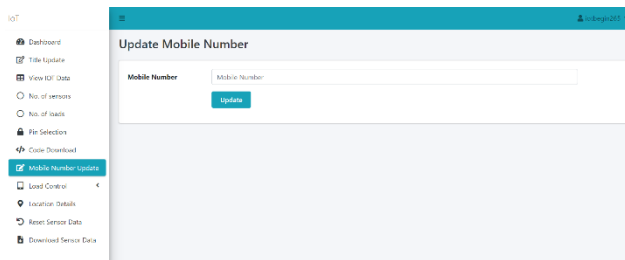 IoT
Dashboard
Title Update
View IOT Data
No. of sensors
No. of loads
Pin Selection
Code Download
Mobile Number Update
Load Control
Location Details
Reset Sensor Data
Download Sensor Data
Update Mobile Number
Mobile Number
Mobile Number
Update